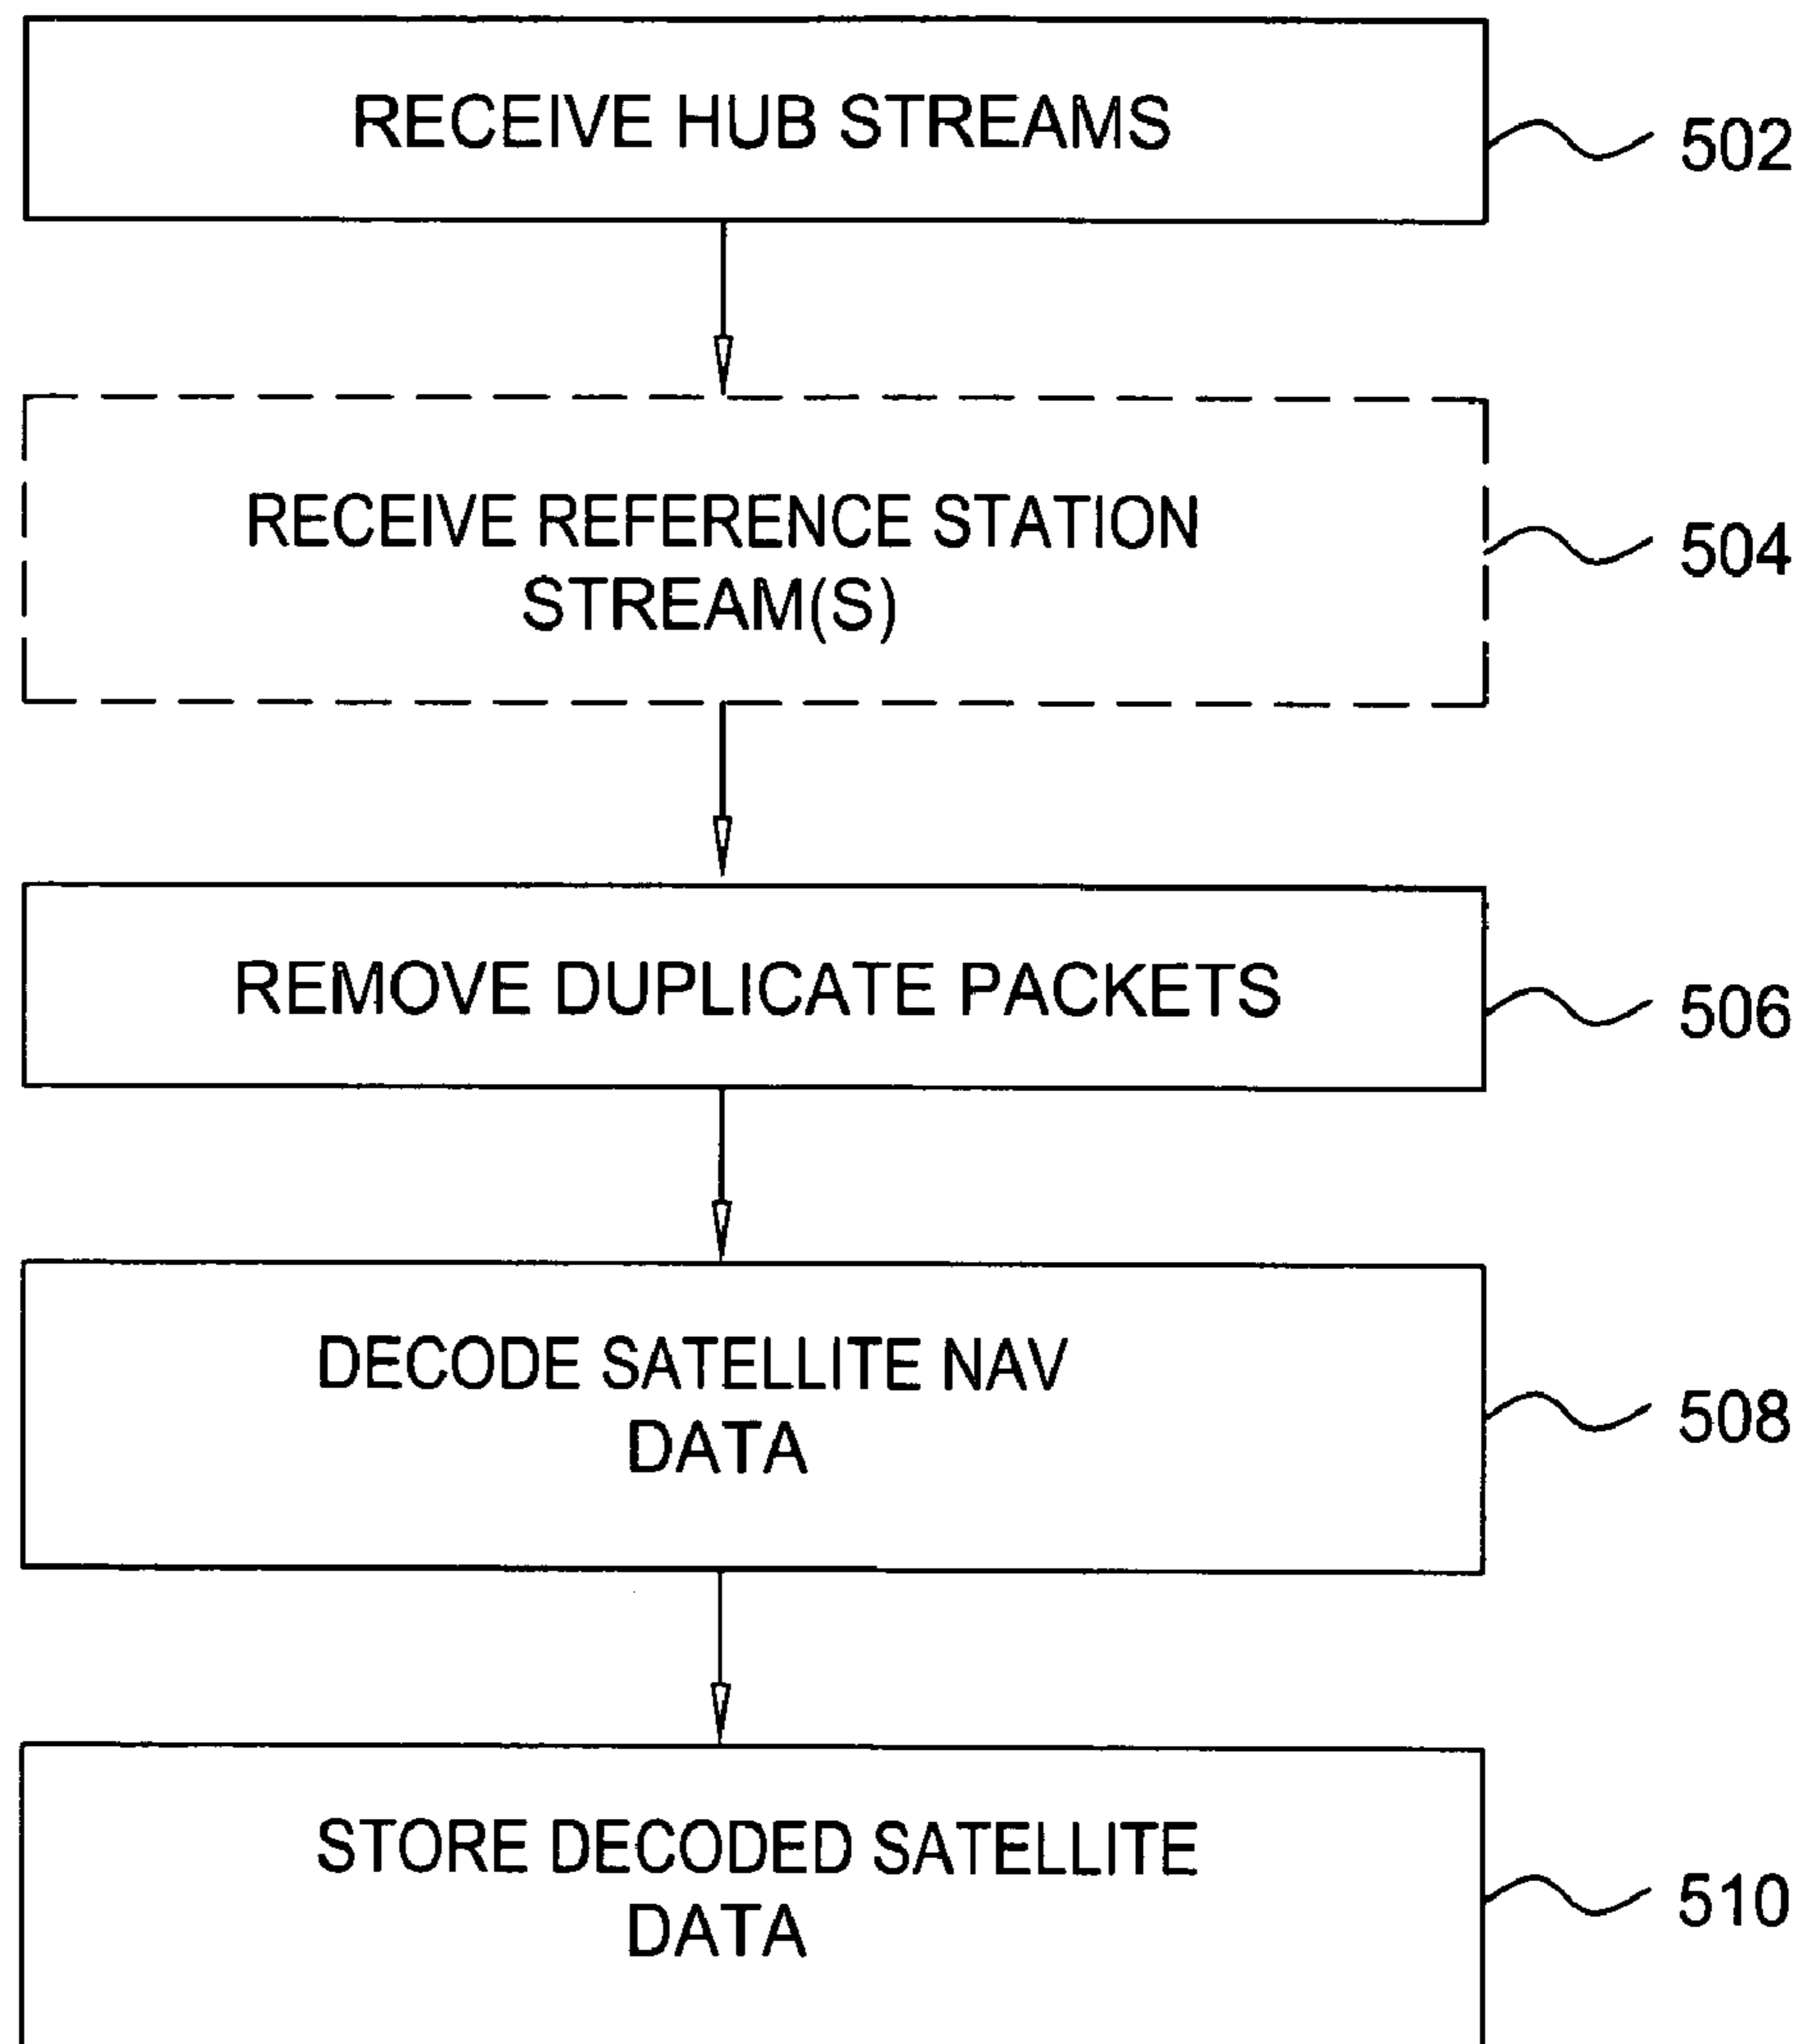 RECEIVE HUB STREAMS
502
RECEIVE REFERENCE STATION
STREAM(S)
504
REMOVE DUPLICATE PACKETS
506
DECODE SATELLITE NAV
DATA
508
STORE DECODED SATELLITE
DATA
510